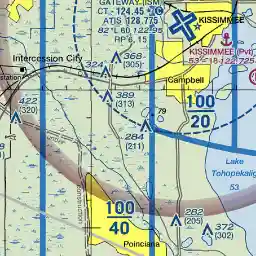 GATEWAY (ISM)
CT - 124.45 ★ C
ATIS 128.775
82 L 60 122-95
RP 6, 15
KISSIMMEE
KISSIMMEE (Pvt)
368
(305)
Intercession City
324
Campbell
389
(313)
100
20
79
422
(320)
284
(211)
Lake
Tohopekalig
53
100
40
282
(205)
Poinciana
372
(302)